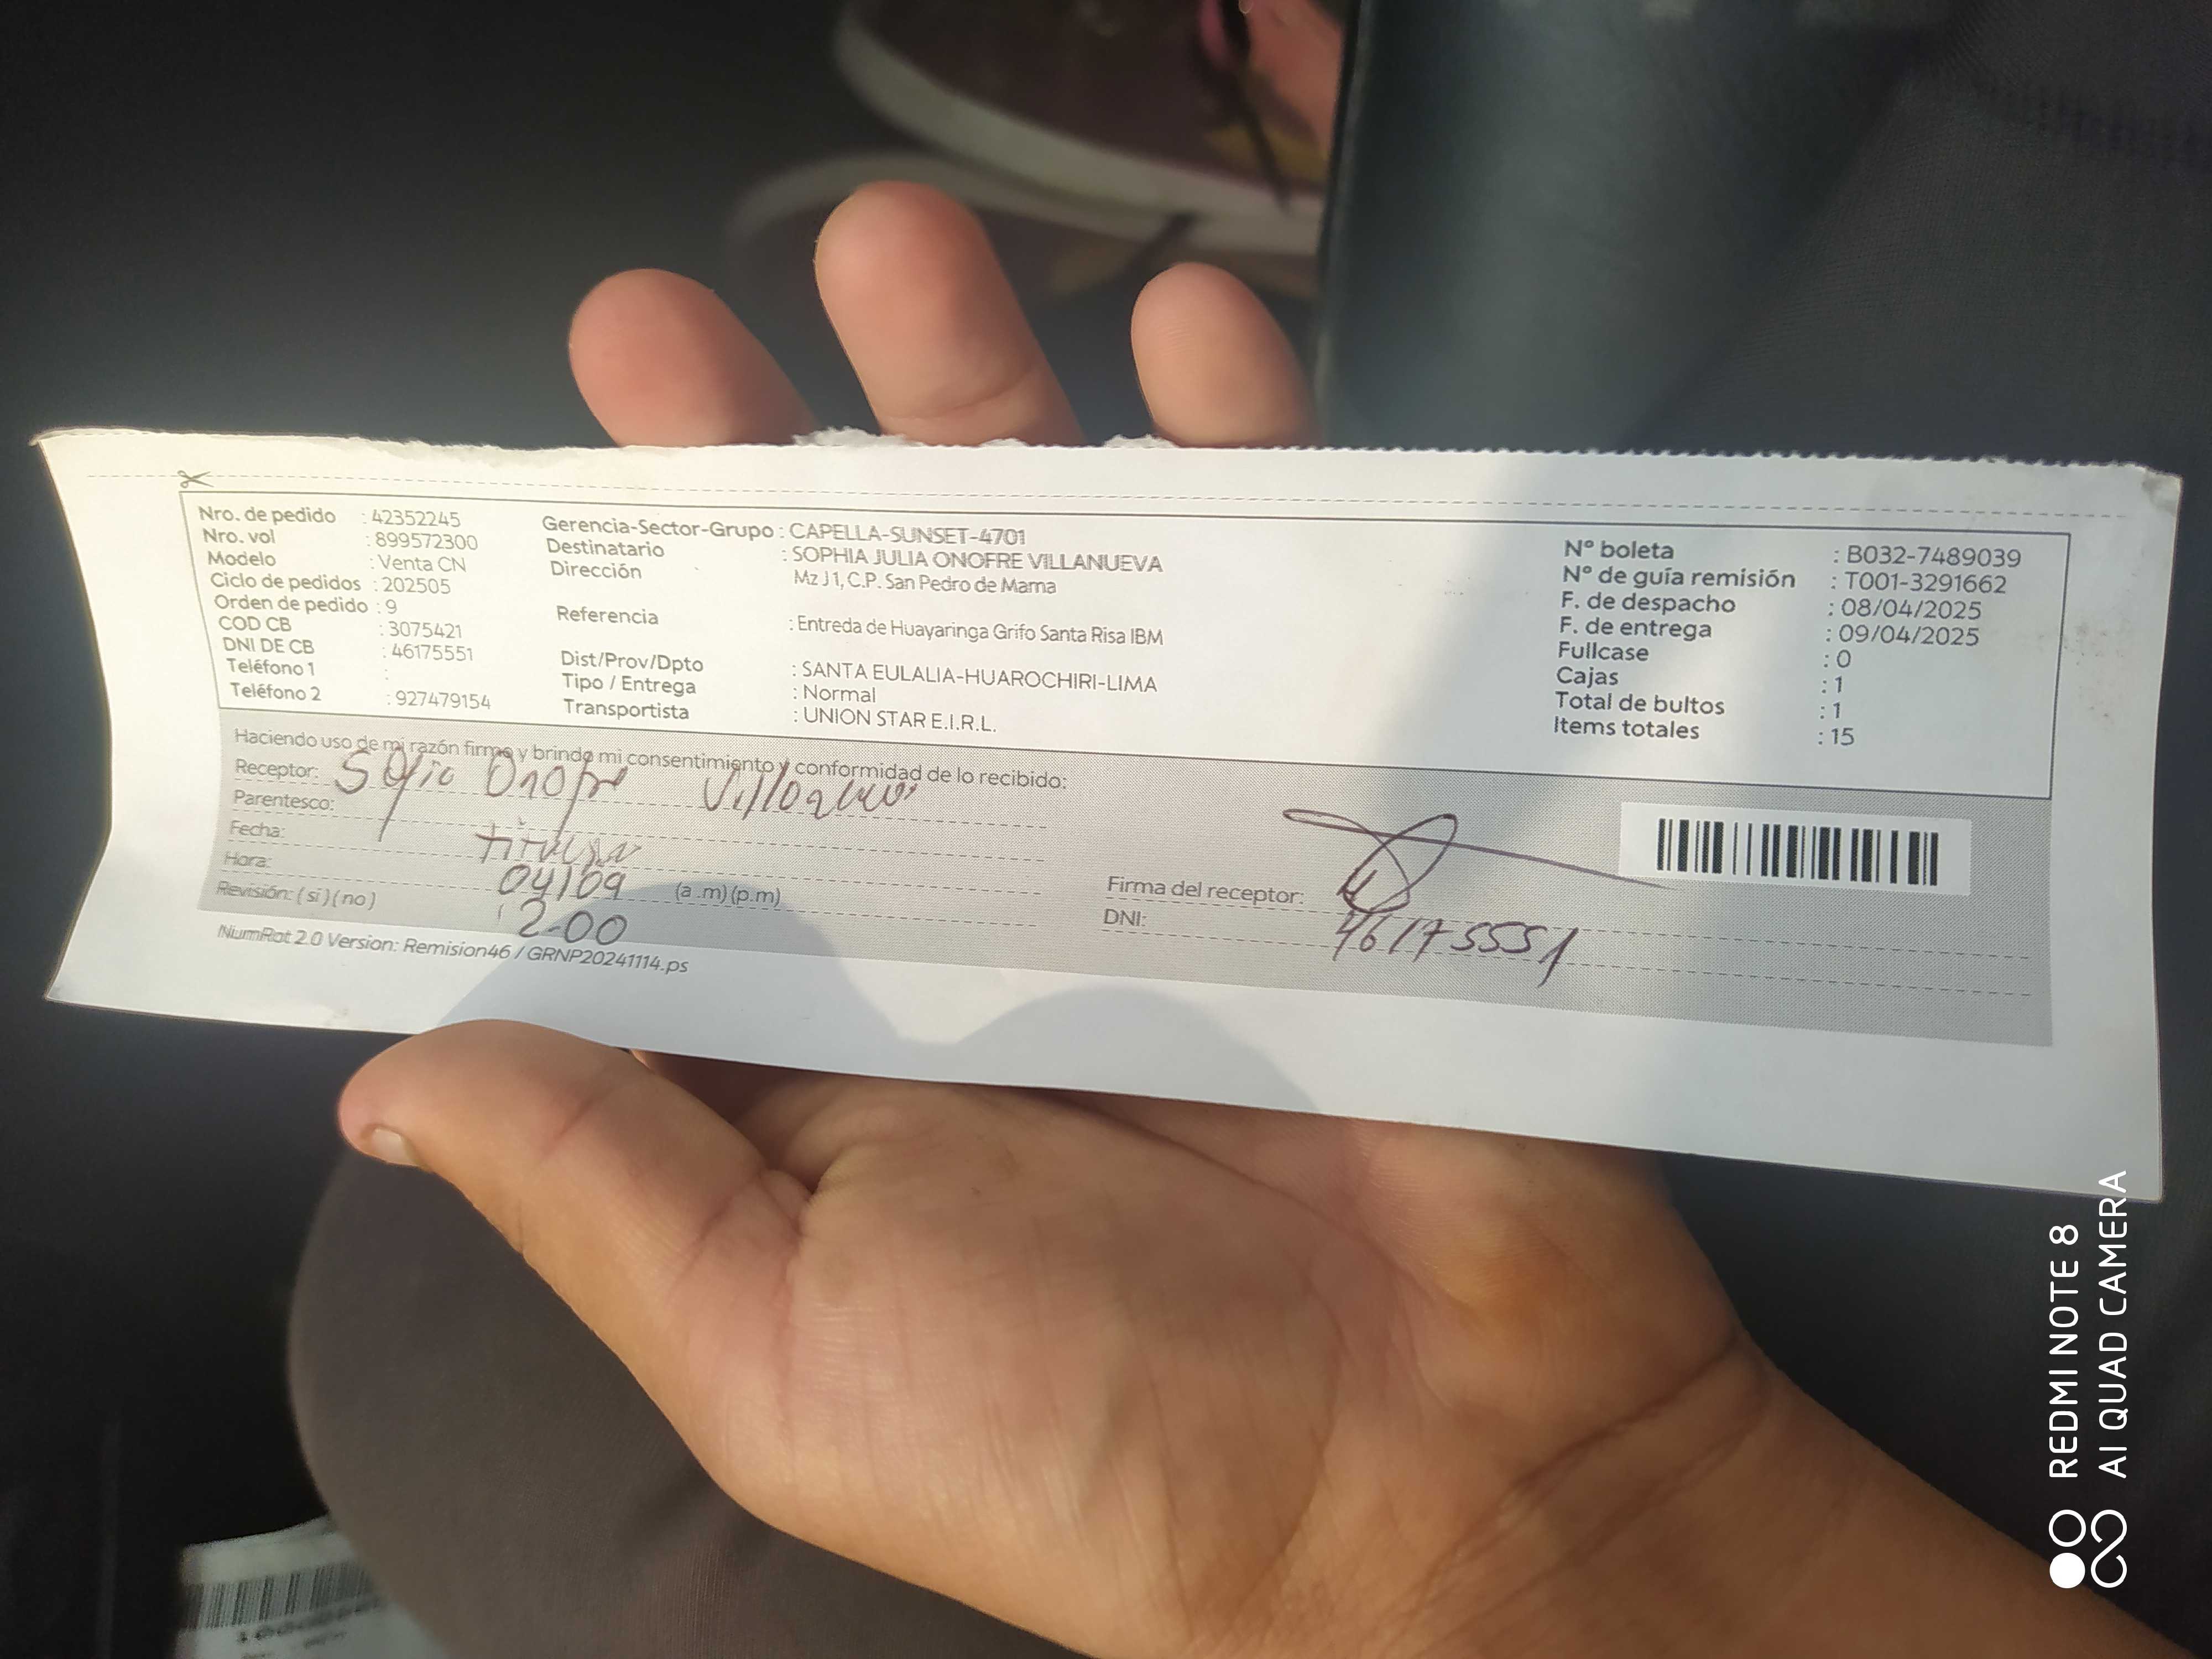 Nro. de pedido : 42352245
Nro. vol : 899572300
Modelo : Venta CN
Ciclo de pedidos : 202505
Orden de pedido : 9
COD CB : 3075421
DNI DE CB : 46175551
Teléfono 1 :
Teléfono 2 : 927479154
Gerencia-Sector-Grupo : CAPELLA-SUNSET-4701
Destinatario : SOPHIA JULIA ONOFRE VILLANUEVA
Dirección Mz J1, C.P. San Pedro de Mama
Referencia : Entreda de Huayaringa Grifo Santa Risa IBM
Dist/Prov/Dpto : SANTA EULALIA-HUAROCHIRI-LIMA
Tipo / Entrega : Normal
Transportista : UNION STAR E.I.R.L.
Nº boleta : B032-7489039
Nº de guía remisión : T001-3291662
F. de despacho : 08/04/2025
F. de entrega : 09/04/2025
Fullcase : 0
Cajas : 1
Total de bultos : 1
Items totales : 15
Haciendo uso de mi razón firmo y brindo mi consentimiento y conformidad de lo recibido:
Receptor: Sofia Onofre
Parentesco:
Fecha: 04/09
Hora: (a .m) (p.m)
Revisión: ( si ) ( no ) 12-00
Firma del receptor:
DNI: 46175551
NumRot 2.0 Version: Remision46 / GRNP20241114.ps
REDMI NOTE 8
AI QUAD CAMERA